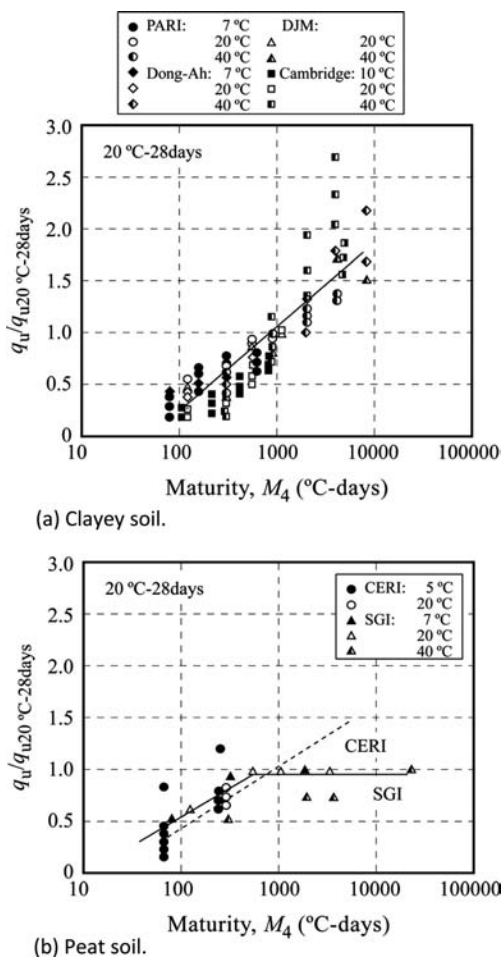 PARI: 7 ºC DJM:
20 ºC 20 ºC
40 ºC 40 ºC
Dong-Ah: 7 ºC Cambridge: 10 ºC
20 ºC 20 ºC
40 ºC 40 ºC
3.0
20 ºC-28days
2.5
2.0
1.5
1.0
0.5
0
qu/qu20 ºC-28days
10 100 1000 10000 100000
Maturity, M4 (ºC-days)
(a) Clayey soil.
3.0
20 ºC-28days
CERI: 5 ºC
20 ºC
SGI: 7 ºC
20 ºC
40 ºC
2.5
2.0
1.5
CERI
1.0
SGI
0.5
0
qu/qu20 ºC-28days
10 100 1000 10000 100000
Maturity, M4 (ºC-days)
(b) Peat soil.